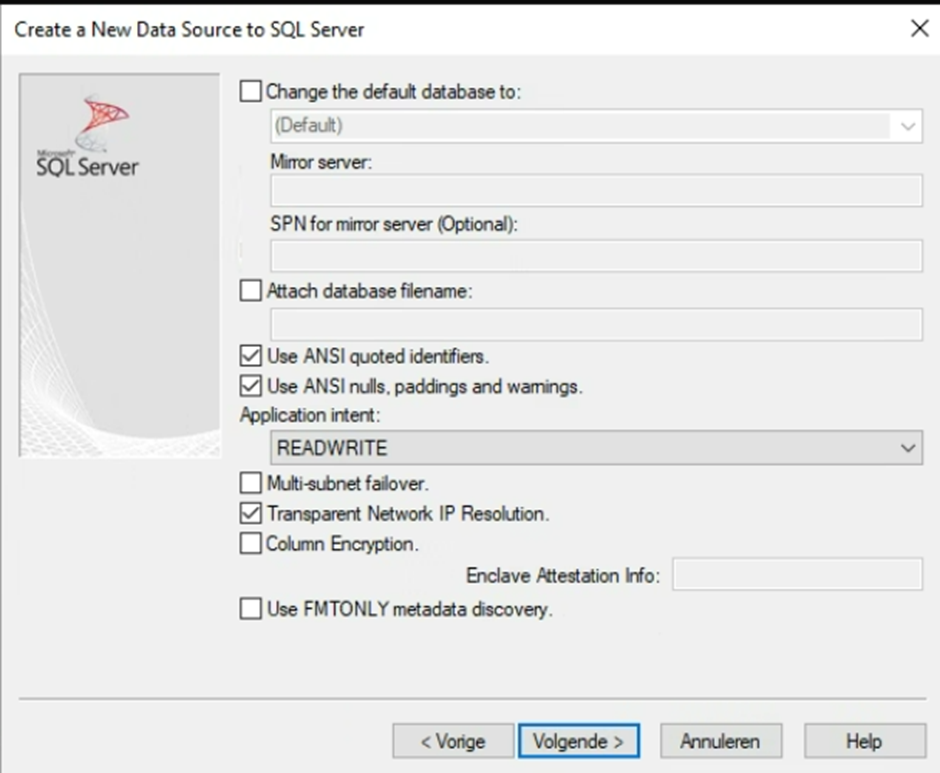 Create a New Data Source to SQL Server
Microsoft
SQL Server
Change the default database to:
(Default)
Mirror server:
SPN for mirror server (Optional):
Attach database filename:
Use ANSI quoted identifiers.
Use ANSI nulls, paddings and warnings.
Application intent:
READWRITE
Multi-subnet failover.
Transparent Network IP Resolution.
Column Encryption.
Enclave Attestation Info:
Use FMTONLY metadata discovery.
< Vorige Volgende > Annuleren Help